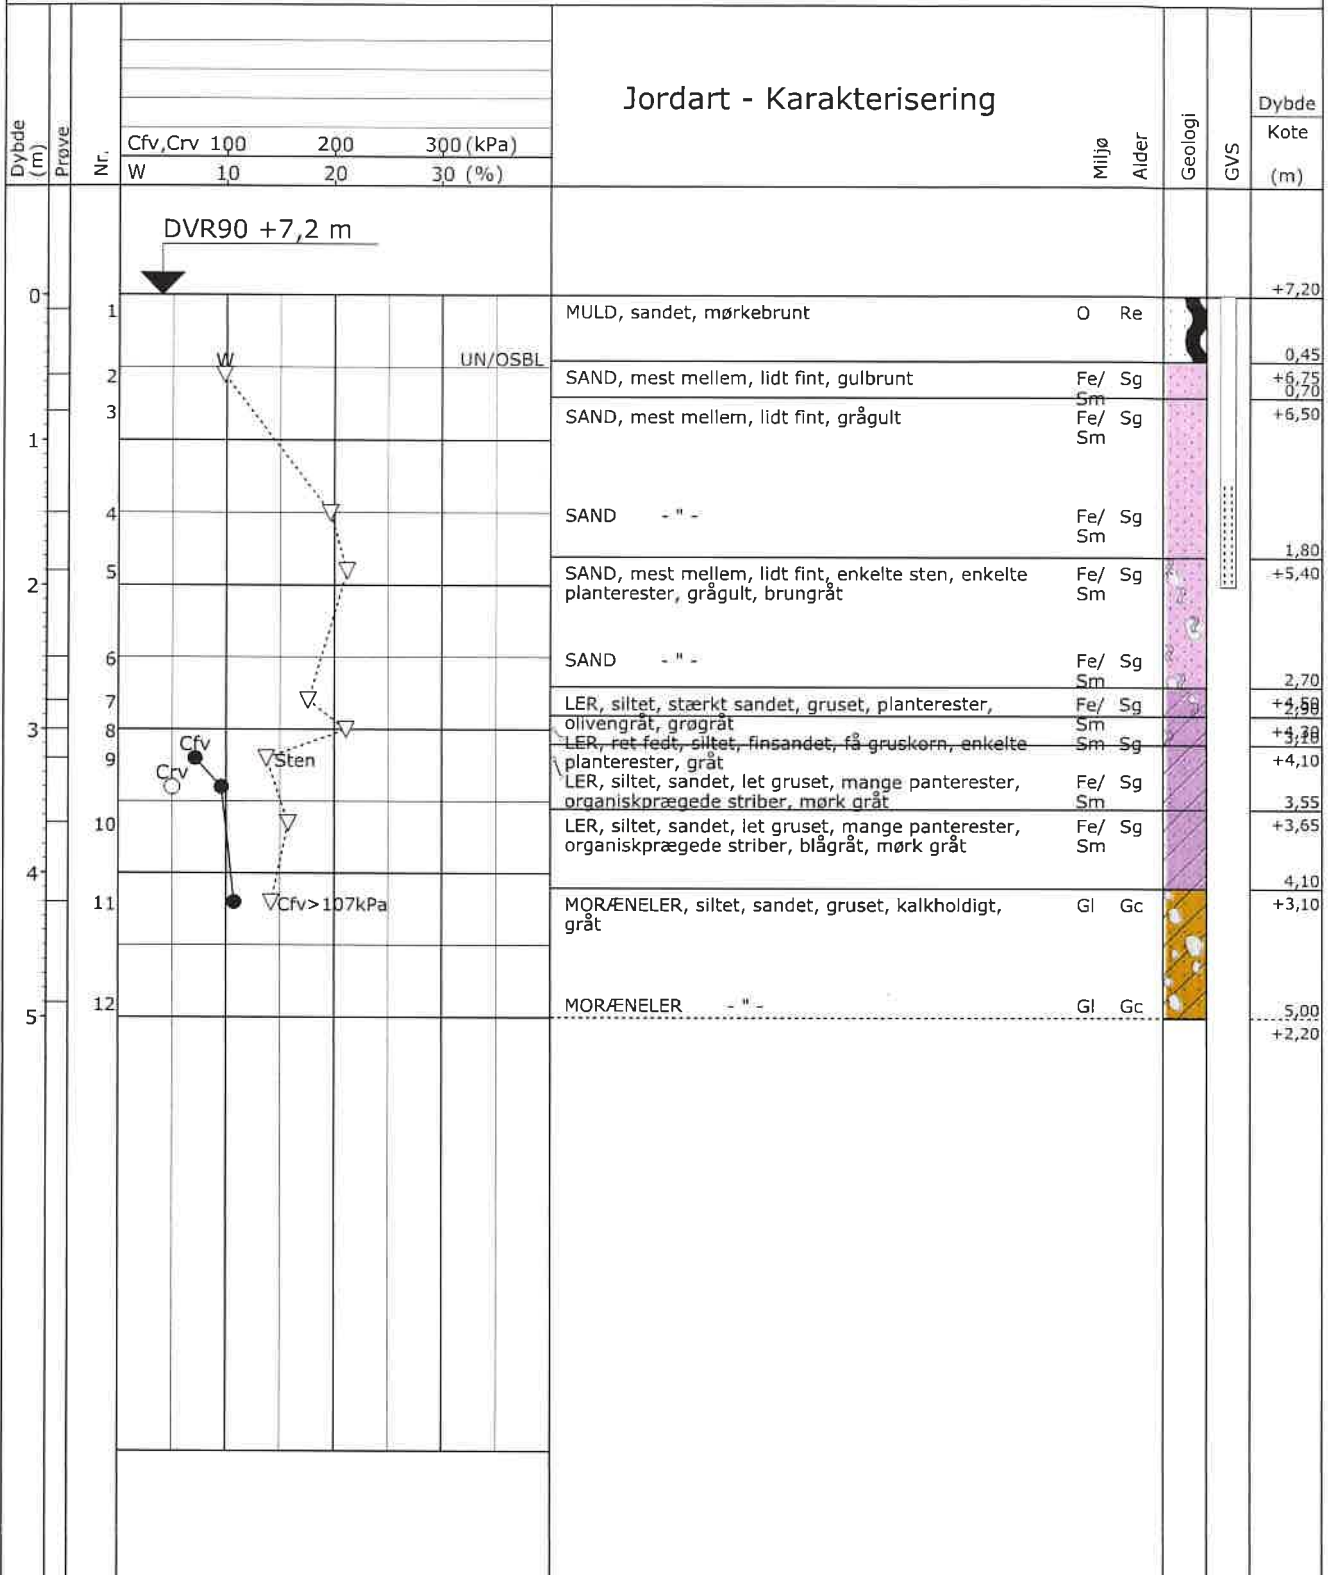 Jordart - Karakterisering
Dybde (m)
Prøve
Nr.
Cfv,Crv 100 200 300 (kPa)
W 10 20 30 (%)
Miljø
Alder
Geologi
GVS
Dybde
Kote
(m)
DVR90 +7,2 m
0
+7,20
1 MULD, sandet, mørkebrunt O Re
0,45
W UN/OSBL
2 SAND, mest mellem, lidt fint, gulbrunt Fe/ Sg +6,75
Sm 0,70
3 SAND, mest mellem, lidt fint, grågult Fe/ Sg +6,50
Sm
1
4 SAND - " - Fe/ Sg
Sm
1,80
5 SAND, mest mellem, lidt fint, enkelte sten, enkelte Fe/ Sg +5,40
planterester, grågult, brungråt Sm
2
6 SAND - " - Fe/ Sg
Sm 2,70
7 LER, siltet, stærkt sandet, gruset, planterester, Fe/ Sg +4,50
2,90
olivengråt, grøgråt Sm
3
+4,30
8 LER, ret fedt, siltet, finsandet, få gruskorn, enkelte Sm Sg 3,10
planterester, gråt +4,10
Cfv
9 Sten
Crv
LER, siltet, sandet, let gruset, mange panterester, Fe/ Sg
organiskprægede striber, mørk gråt Sm 3,55
10 LER, siltet, sandet, let gruset, mange panterester, Fe/ Sg +3,65
organiskprægede striber, blågråt, mørk gråt Sm
4
4,10
11 Cfv>107kPa MORÆNELER, siltet, sandet, gruset, kalkholdigt, Gl Gc +3,10
gråt
12 MORÆNELER - " - Gl Gc 5,00
5
+2,20